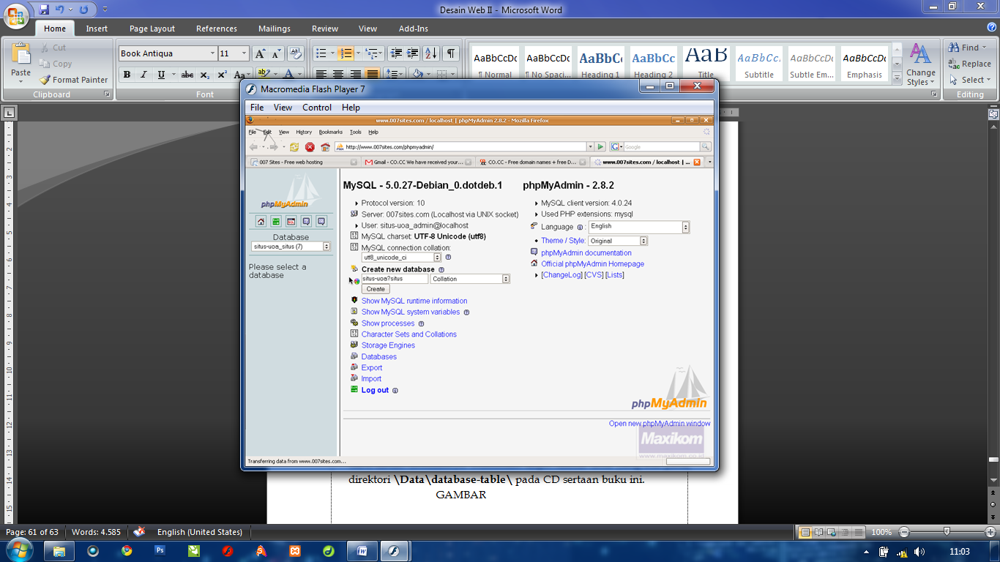 Desain Web II - Microsoft Word
Home Insert Page Layout References Mailings Review View Add-Ins
Paste
Cut
Copy
Format Painter
Clipboard
Book Antiqua 11
B I U abc x₂ x² Aa
Font
AaBbCcDc AaBbCcDc AaBbC AaBbCc AaB AaBbCc. AaBbCcDc AaBbCcDc
¶ Normal ¶ No Spaci... Heading 1 Heading 2 Title Subtitle Subtle Em... Emphasis
Change Styles
Find
Replace
Select
Editing
Macromedia Flash Player 7
File View Control Help
www.007sites.com / localhost | phpMyAdmin 2.8.2 - Mozilla Firefox
File Edit View History Bookmarks Tools Help
http://www.007sites.com/phpmyadmin/
Google
007 Sites - Free web hosting
Gmail - CO.CC We have received your...
CO.CC - Free domain names + free D...
www.007sites.com / localhost | ...
phpMyAdmin
Database
situs-uoa_situs (7)
Please select a
database
MySQL - 5.0.27-Debian_0.dotdeb.1
Protocol version: 10
Server: 007sites.com (Localhost via UNIX socket)
User: situs-uoa_admin@localhost
MySQL charset: UTF-8 Unicode (utf8)
MySQL connection collation:
utf8_unicode_ci
Create new database
situs-uoa?situs Collation
Create
Show MySQL runtime information
Show MySQL system variables
Show processes
Character Sets and Collations
Storage Engines
Databases
Export
Import
Log out
phpMyAdmin - 2.8.2
MySQL client version: 4.0.24
Used PHP extensions: mysql
Language : English
Theme / Style: Original
phpMyAdmin documentation
Official phpMyAdmin Homepage
[ChangeLog] [CVS] [Lists]
phpMyAdmin
Open new phpMyAdmin window
Maxikom
www.maxikom.co.id
Transferring data from www.007sites.com...
direktori \Data\database-table\ pada CD sertaan buku ini.
GAMBAR
Page: 61 of 63 Words: 4.585 English (United States) 100%
11:03